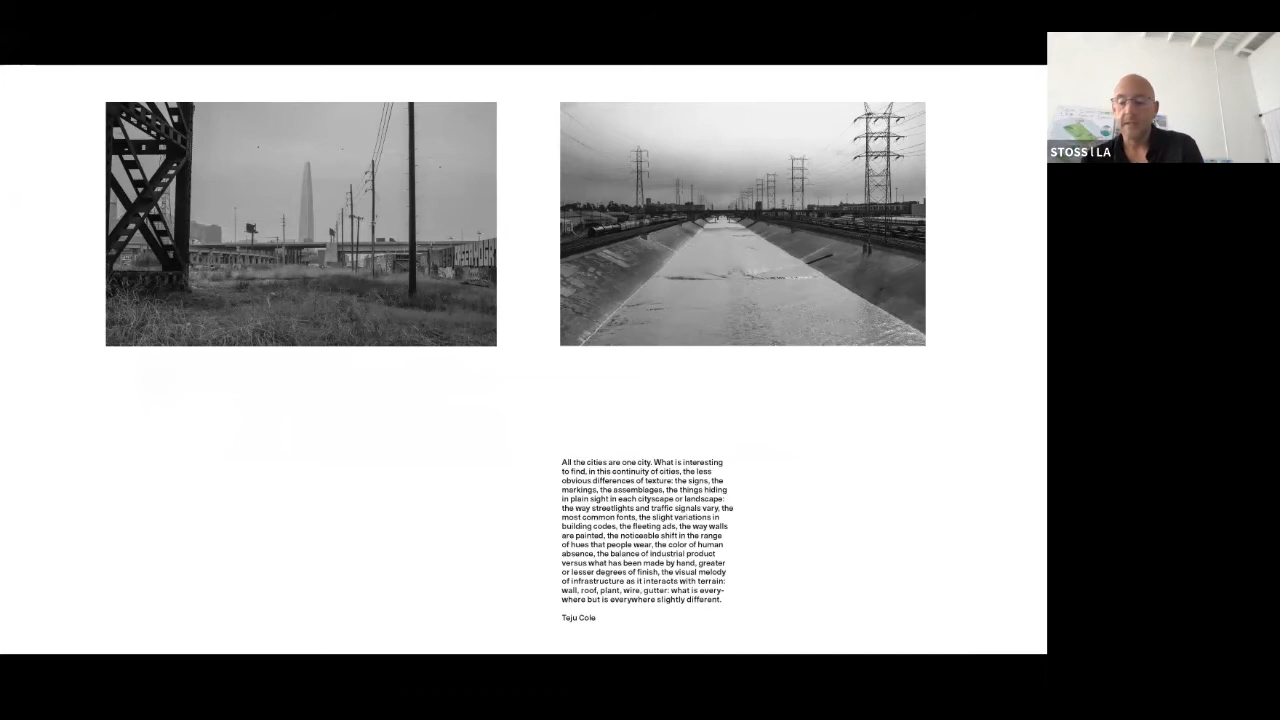 STOSS | LA
All the cities are one city. What is interesting
to find, in this continuity of cities, the less
obvious differences of texture: the signs, the
markings, the assemblages, the things hiding
in plain sight in each cityscape or landscape:
the way streetlights and traffic signals vary, the
most common fonts, the slight variations in
building codes, the fleeting ads, the way walls
are painted, the noticeable shift in the range
of hues that people wear, the color of human
absence, the balance of industrial product
versus what has been made by hand, greater
or lesser degrees of finish, the visual melody
of infrastructure as it interacts with terrain:
wall, roof, plant, wire, gutter: what is every-
where but is everywhere slightly different.
Teju Cole